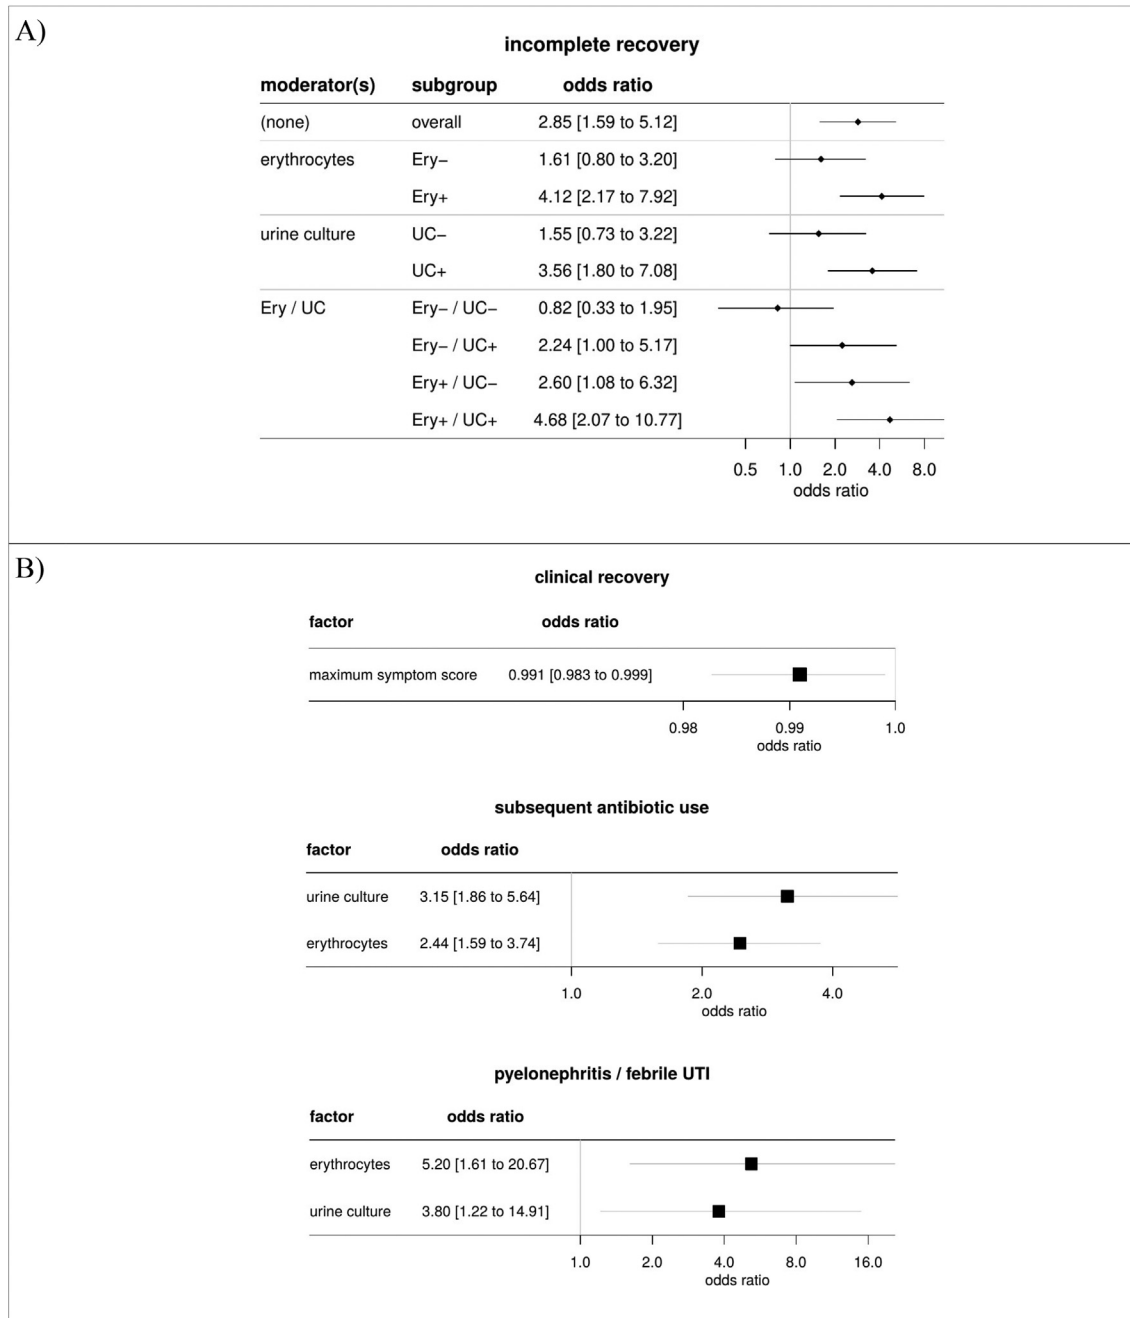 A)
incomplete recovery
moderator(s) subgroup odds ratio
(none) overall 2.85 [1.59 to 5.12]
erythrocytes Ery− 1.61 [0.80 to 3.20]
Ery+ 4.12 [2.17 to 7.92]
urine culture UC− 1.55 [0.73 to 3.22]
UC+ 3.56 [1.80 to 7.08]
Ery / UC Ery− / UC− 0.82 [0.33 to 1.95]
Ery− / UC+ 2.24 [1.00 to 5.17]
Ery+ / UC− 2.60 [1.08 to 6.32]
Ery+ / UC+ 4.68 [2.07 to 10.77]
0.5 1.0 2.0 4.0 8.0
odds ratio
B)
clinical recovery
factor odds ratio
maximum symptom score 0.991 [0.983 to 0.999]
0.98 0.99 1.0
odds ratio
subsequent antibiotic use
factor odds ratio
urine culture 3.15 [1.86 to 5.64]
erythrocytes 2.44 [1.59 to 3.74]
1.0 2.0 4.0
odds ratio
pyelonephritis / febrile UTI
factor odds ratio
erythrocytes 5.20 [1.61 to 20.67]
urine culture 3.80 [1.22 to 14.91]
1.0 2.0 4.0 8.0 16.0
odds ratio